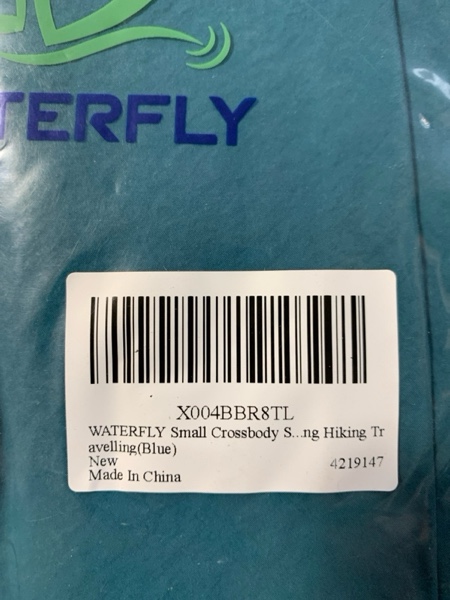 TERFLY
X004BBR8TL
WATERFLY Small Crossbody S...ng Hiking Tr
avelling(Blue)
New 4219147
Made In China